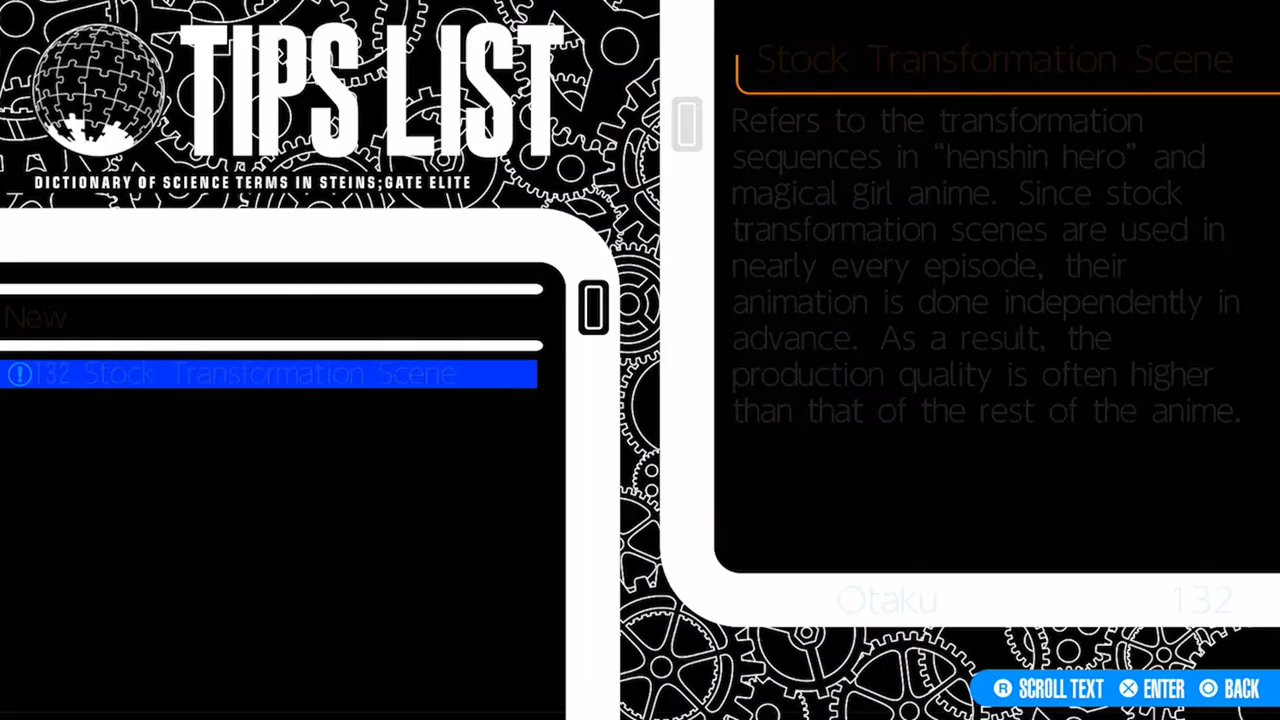 TIPS LIST
DICTIONARY OF SCIENCE TERMS IN STEINS;GATE ELITE
New
132 Stock Transformation Scene
Stock Transformation Scene
Refers to the transformation
sequences in “henshin hero” and
magical girl anime. Since stock
transformation scenes are used in
nearly every episode, their
animation is done independently in
advance. As a result, the
production quality is often higher
than that of the rest of the anime.
Otaku 132
R SCROLL TEXT ENTER BACK